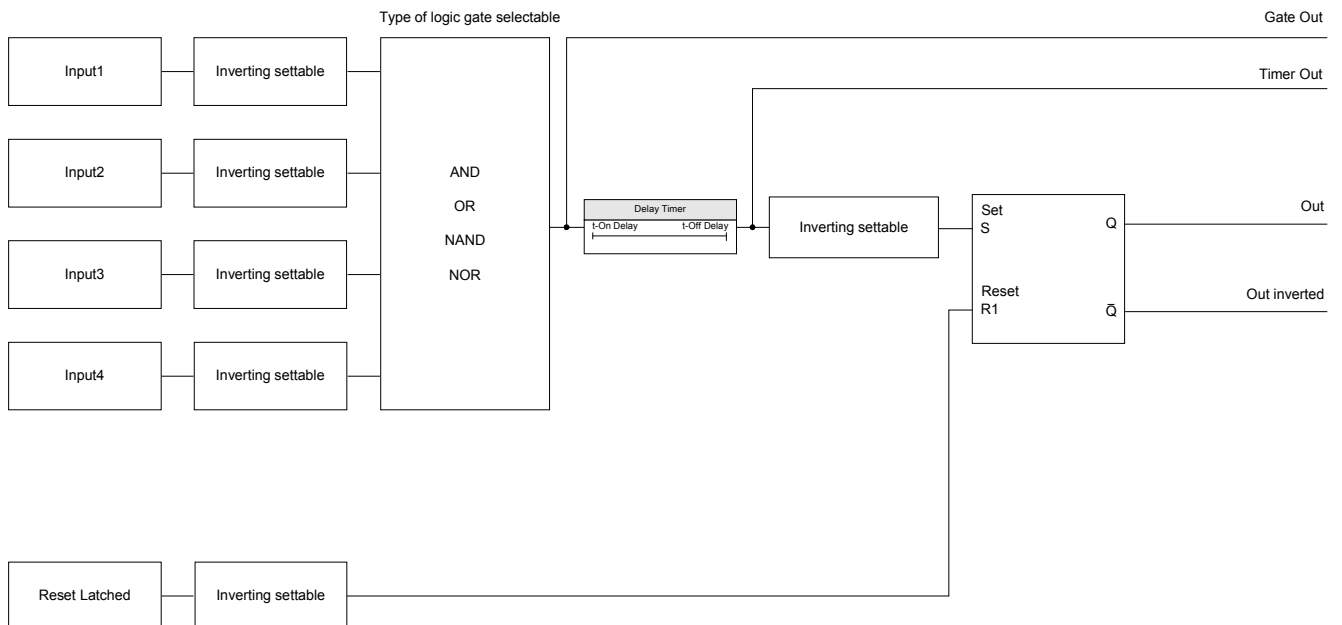 Type of logic gate selectable
Gate Out
Input1
Inverting settable
Timer Out
Input2
Inverting settable
AND
OR
NAND
NOR
Delay Timer
t-On Delay
t-Off Delay
Inverting settable
Set
S
Q
Out
Input3
Inverting settable
Reset
R1
Q̄
Out inverted
Input4
Inverting settable
Reset Latched
Inverting settable